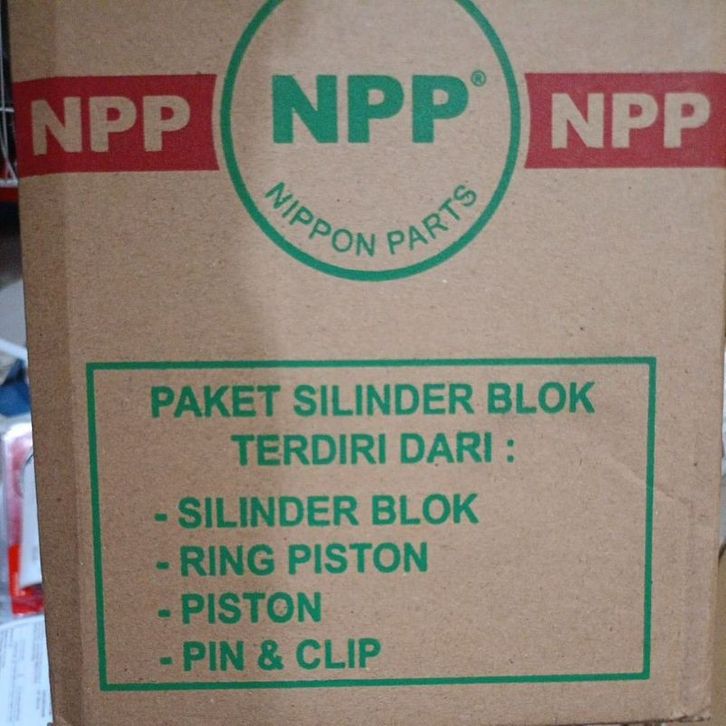 NPP NPP® NPP
NIPPON PARTS
PAKET SILINDER BLOK
TERDIRI DARI :
- SILINDER BLOK
- RING PISTON
- PISTON
- PIN & CLIP